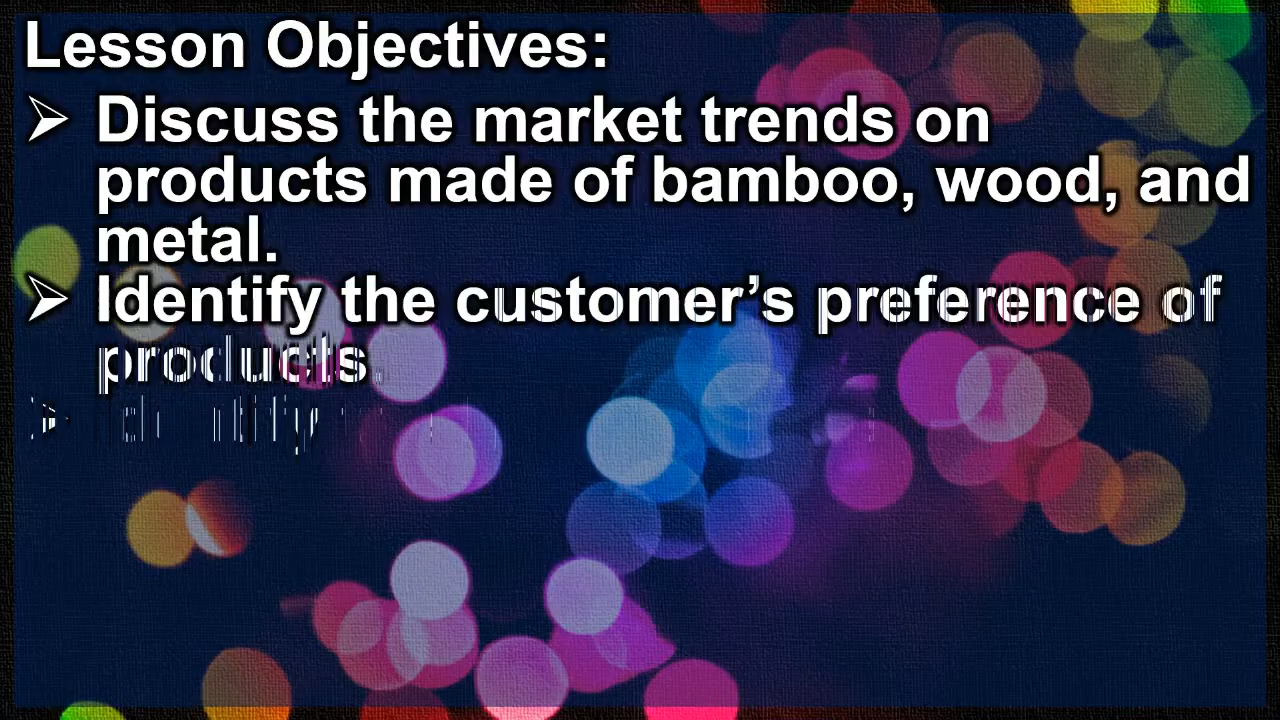 Lesson Objectives:
➢ Discuss the market trends on
products made of bamboo, wood, and
metal.
➢ Identify the customer’s preference of
products.
➢ Identify